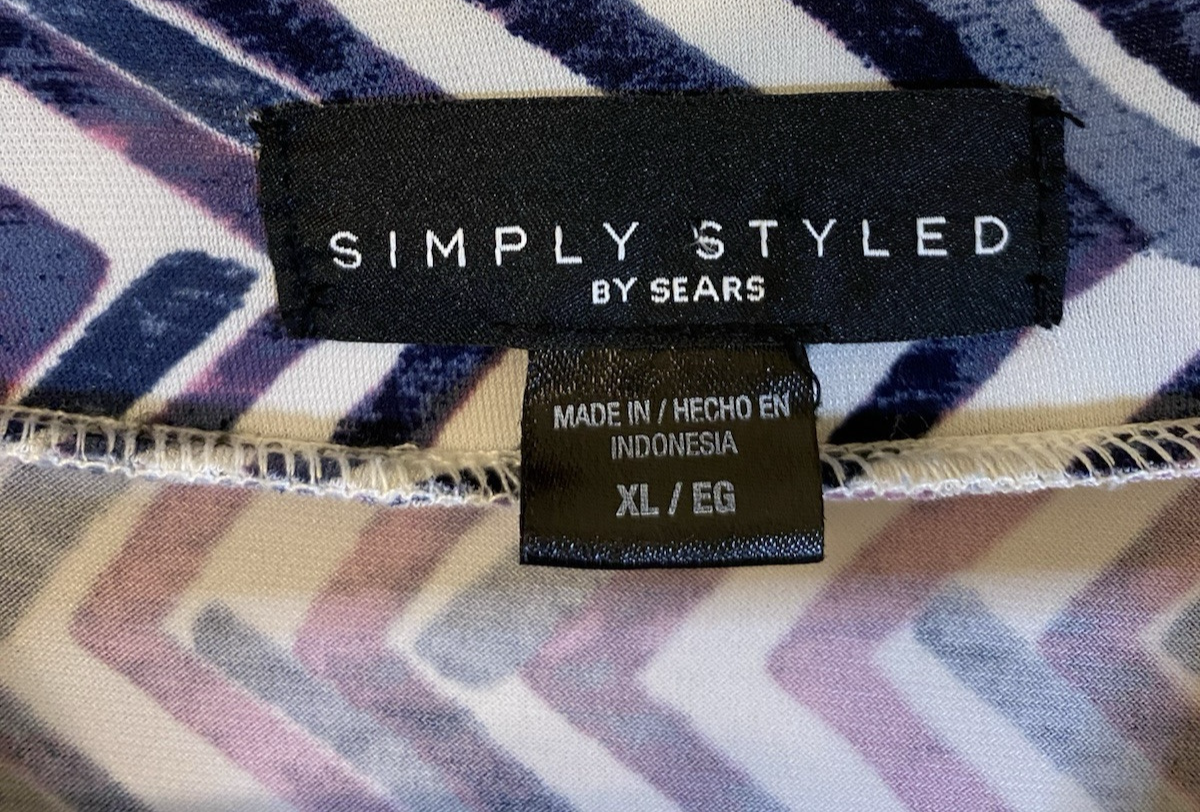 SIMPLY STYLED
BY SEARS
MADE IN / HECHO EN
INDONESIA
XL / EG